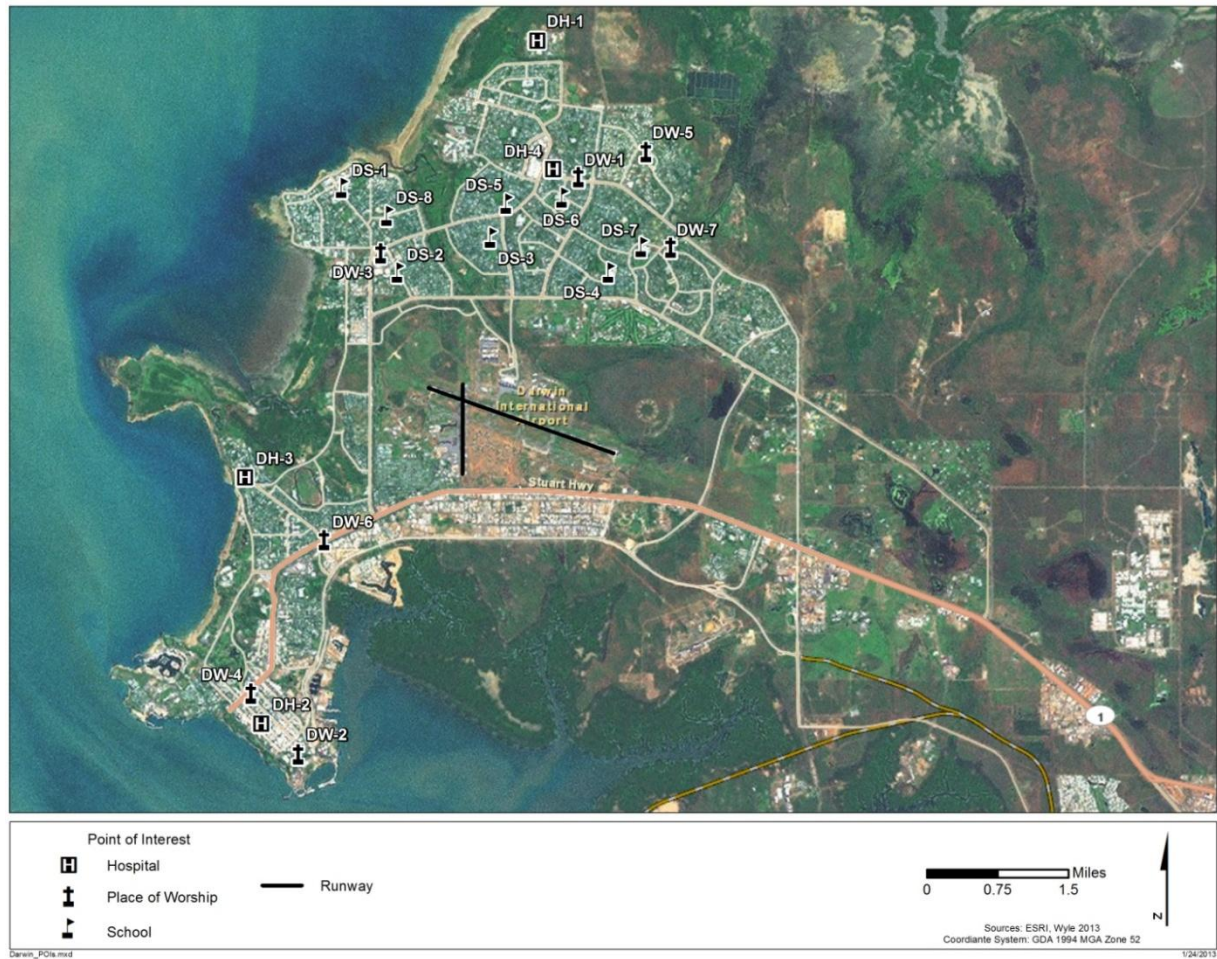 DH-1
DW-5
DH-4
DW-1
DS-1
DS-8
DS-5
DS-6
DS-7
DW-7
DS-3
DW-3
DS-2
DS-4
Darwin
International
Airport
DH-3
Stuart Hwy
DW-6
DW-4
DH-2
DW-2
1
Point of Interest
H Hospital
Place of Worship
School
Runway
Miles
0 0.75 1.5
N
Sources: ESRI, Wyle 2013
Coordiante System: GDA 1994 MGA Zone 52
Darwin_POIs.mxd
1/24/2013